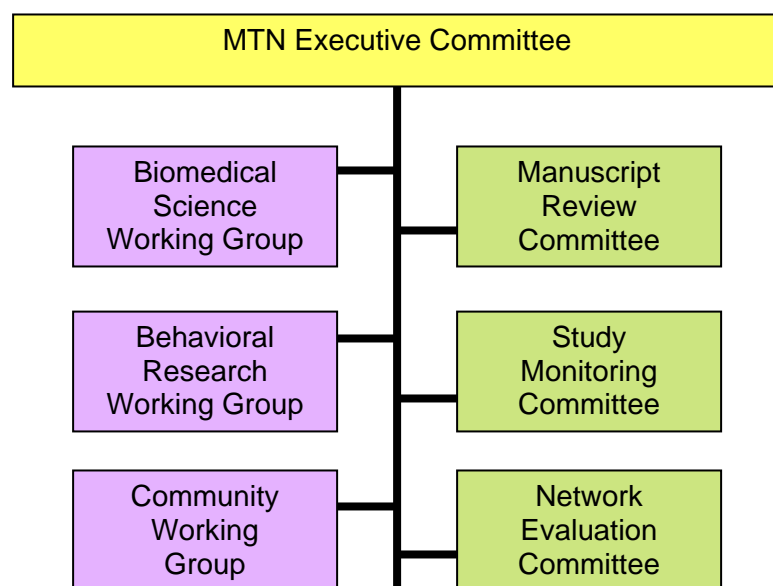 MTN Executive Committee
Biomedical
Science
Working Group
Manuscript
Review
Committee
Behavioral
Research
Working Group
Study
Monitoring
Committee
Community
Working
Group
Network
Evaluation
Committee